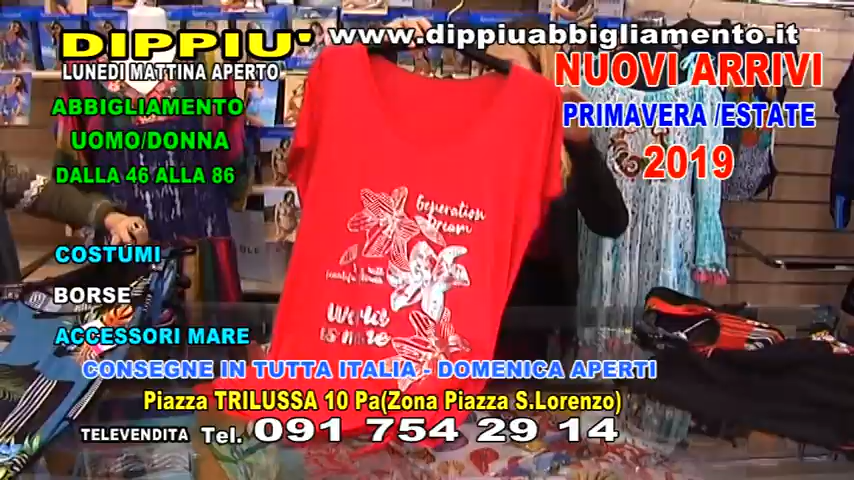 DIPPIU'
www.dippiuabbigliamento.it
LUNEDI MATTINA APERTO
NUOVI ARRIVI
ABBIGLIAMENTO
UOMO/DONNA
DALLA 46 ALLA 86
PRIMAVERA /ESTATE
2019
Generation
Dream
World
is more
COSTUMI
BORSE
ACCESSORI MARE
CONSEGNE IN TUTTA ITALIA - DOMENICA APERTI
Piazza TRILUSSA 10 Pa(Zona Piazza S.Lorenzo)
TELEVENDITA Tel. 091 754 29 14